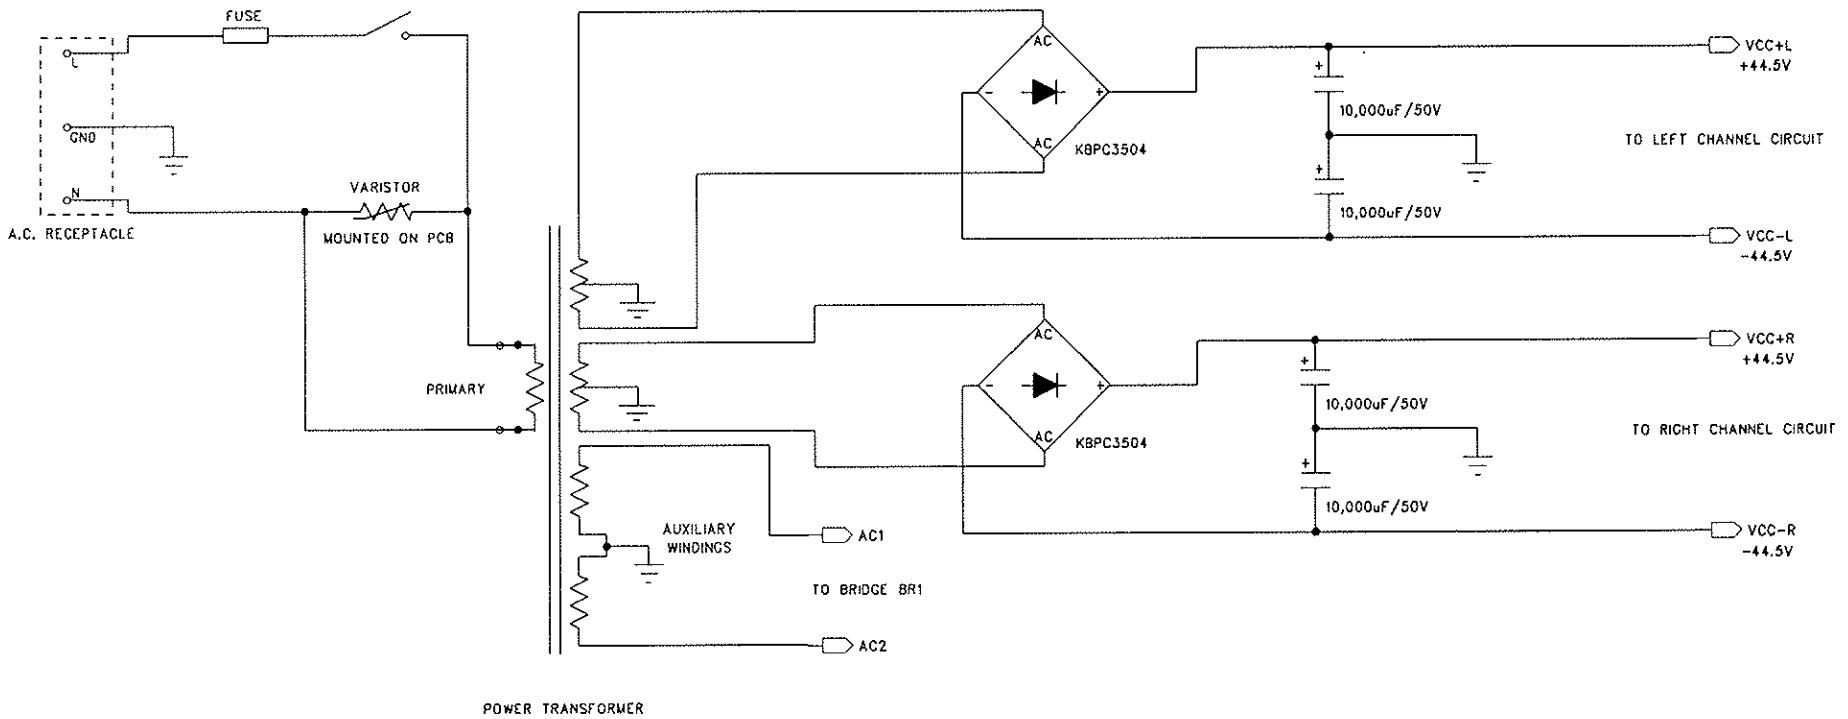 FUSE
L
GND
N
A.C. RECEPTACLE
VARISTOR
MOUNTED ON PCB
PRIMARY
AC
-
+
AC
KBPC3504
+
10,000uF/50V
+
10,000uF/50V
VCC+L
+44.5V
TO LEFT CHANNEL CIRCUIT
VCC-L
-44.5V
AC
-
+
AC
KBPC3504
+
10,000uF/50V
+
10,000uF/50V
VCC+R
+44.5V
TO RIGHT CHANNEL CIRCUIT
VCC-R
-44.5V
AUXILIARY
WINDINGS
AC1
TO BRIDGE BR1
AC2
POWER TRANSFORMER